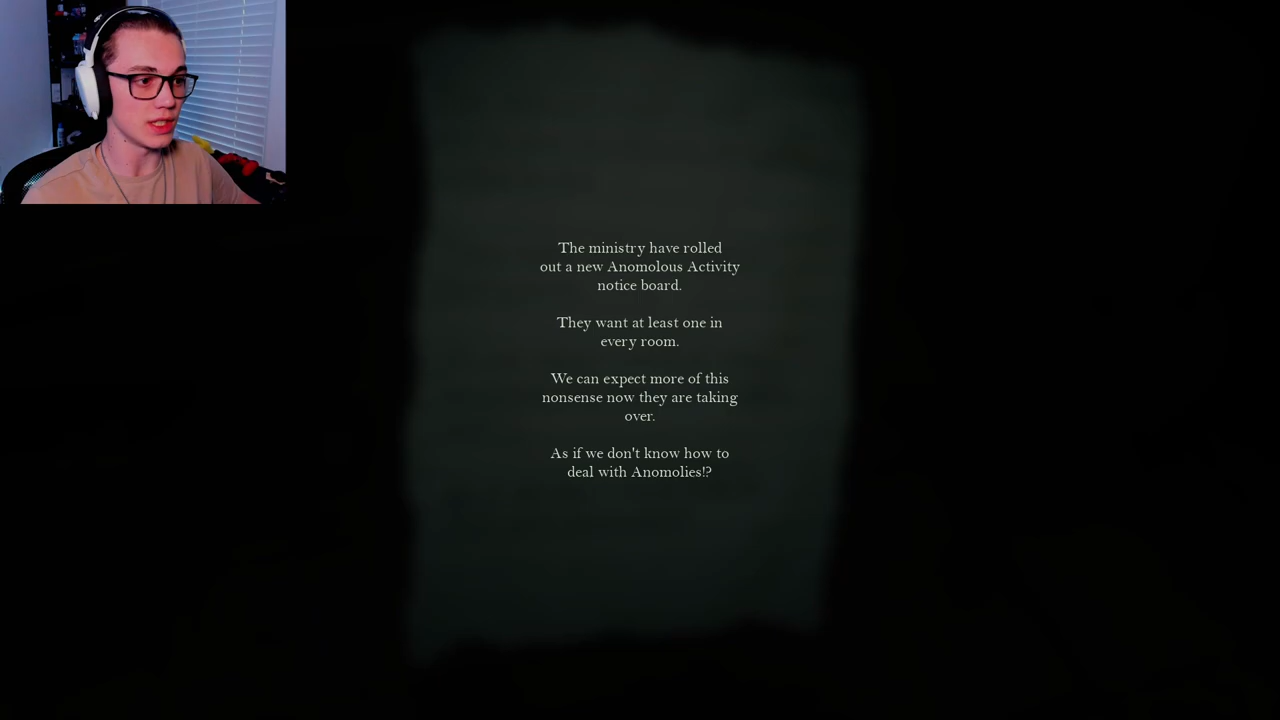 The ministry have rolled
out a new Anomolous Activity
notice board.
They want at least one in
every room.
We can expect more of this
nonsense now they are taking
over.
As if we don't know how to
deal with Anomolies!?